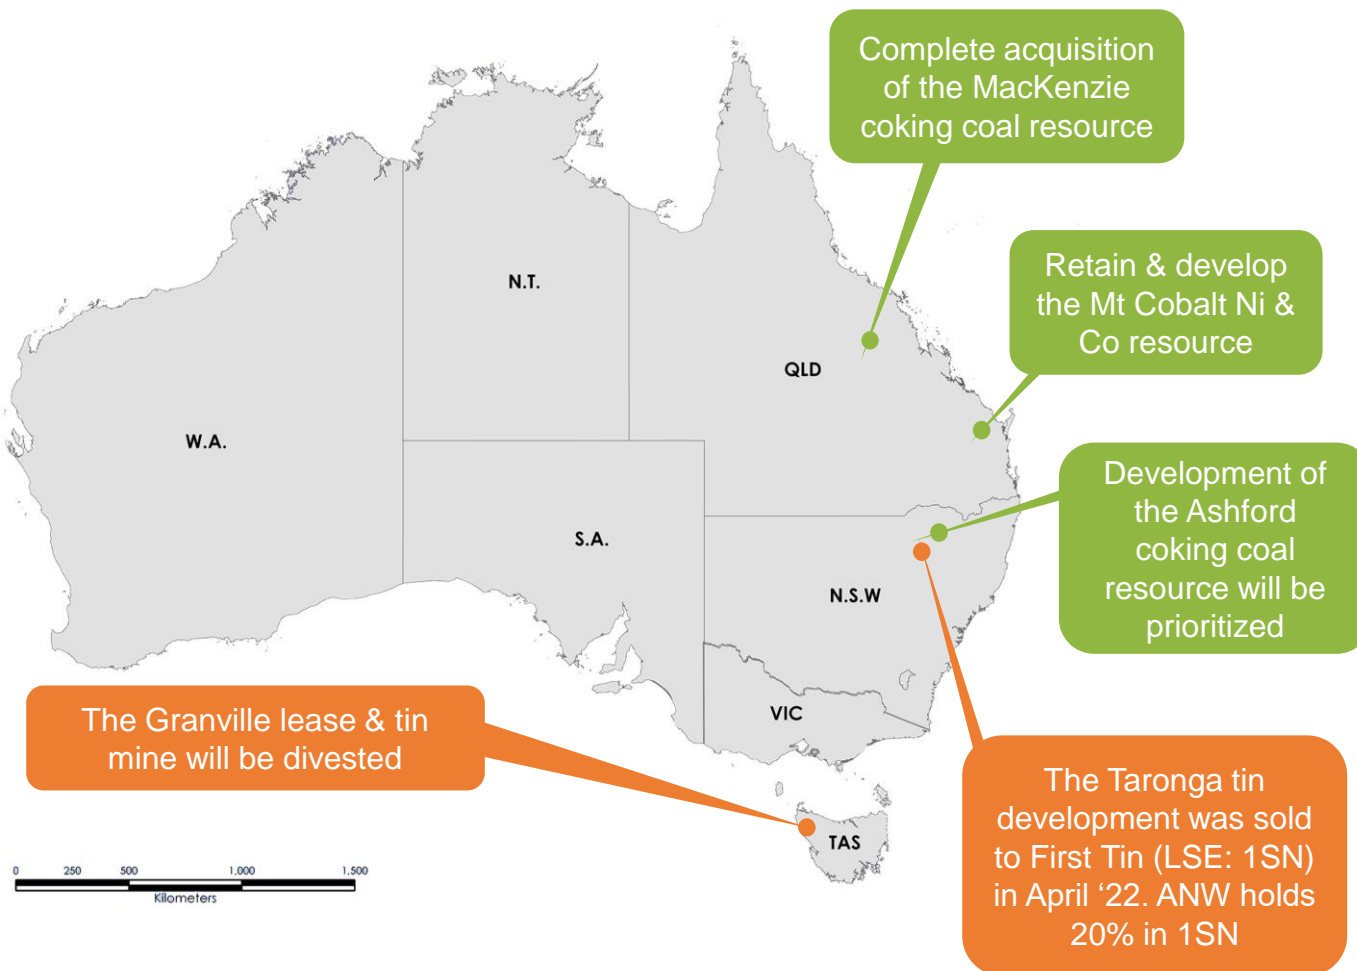 Complete acquisition
of the MacKenzie
coking coal resource
Retain & develop
the Mt Cobalt Ni &
Co resource
N.T.
QLD
W.A.
Development of
the Ashford
coking coal
resource will be
prioritized
S.A.
N.S.W
The Granville lease & tin
mine will be divested
VIC
The Taronga tin
development was sold
to First Tin (LSE: 1SN)
in April ‘22. ANW holds
20% in 1SN
TAS
0 250 500 1,000 1,500
Kilometers